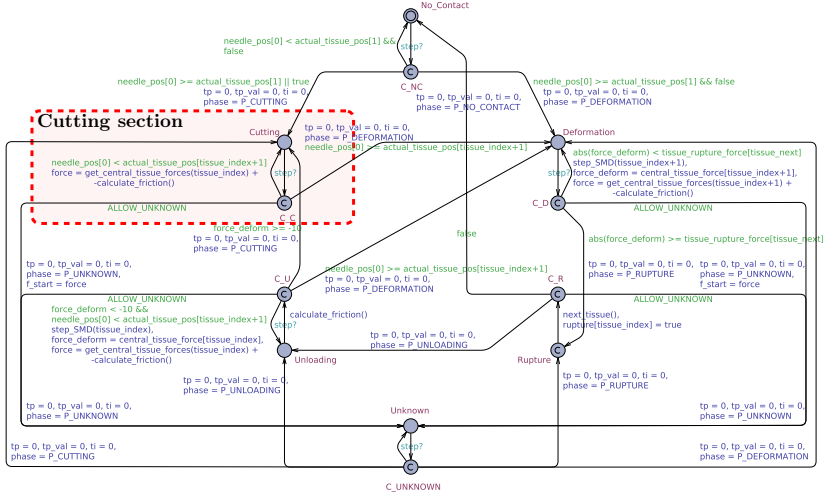 No_Contact
needle_pos[0] < actual_tissue_pos[1] &&
false
step?
C_NC
needle_pos[0] >= actual_tissue_pos[1] || true
tp = 0, tp_val = 0, ti = 0,
phase = P_CUTTING
needle_pos[0] >= actual_tissue_pos[1] && false
tp = 0, tp_val = 0, ti = 0,
phase = P_DEFORMATION
tp = 0, tp_val = 0, ti = 0,
phase = P_NO_CONTACT
Cutting section
Cutting
tp = 0, tp_val = 0, ti = 0,
phase = P_DEFORMATION
needle_pos[0] >= actual_tissue_pos[tissue_index+1]
Deformation
needle_pos[0] < actual_tissue_pos[tissue_index+1]
force = get_central_tissue_forces(tissue_index) +
-calculate_friction()
step?
abs(force_deform) < tissue_rupture_force[tissue_next]
step_SMD(tissue_index+1),
force_deform = central_tissue_force[tissue_index+1],
force = get_central_tissue_forces(tissue_index+1) +
-calculate_friction()
step?
ALLOW_UNKNOWN
C_C
C_D
ALLOW_UNKNOWN
force_deform >= -10
tp = 0, tp_val = 0, ti = 0,
phase = P_CUTTING
false
abs(force_deform) >= tissue_rupture_force[tissue_next]
tp = 0, tp_val = 0, ti = 0,
phase = P_UNKNOWN,
f_start = force
C_U
needle_pos[0] >= actual_tissue_pos[tissue_index+1]
tp = 0, tp_val = 0, ti = 0,
phase = P_DEFORMATION
C_R
tp = 0, tp_val = 0, ti = 0,
phase = P_RUPTURE
tp = 0, tp_val = 0, ti = 0,
phase = P_UNKNOWN,
f_start = force
ALLOW_UNKNOWN
ALLOW_UNKNOWN
force_deform < -10 &&
needle_pos[0] < actual_tissue_pos[tissue_index+1]
step_SMD(tissue_index),
force_deform = central_tissue_force[tissue_index],
force = get_central_tissue_forces(tissue_index) +
-calculate_friction()
step?
calculate_friction()
next_tissue(),
rupture[tissue_index] = true
tp = 0, tp_val = 0, ti = 0,
phase = P_UNLOADING
Unloading
Rupture
tp = 0, tp_val = 0, ti = 0,
phase = P_UNLOADING
tp = 0, tp_val = 0, ti = 0,
phase = P_RUPTURE
tp = 0, tp_val = 0, ti = 0,
phase = P_UNKNOWN
Unknown
tp = 0, tp_val = 0, ti = 0,
phase = P_UNKNOWN
step?
tp = 0, tp_val = 0, ti = 0,
phase = P_CUTTING
tp = 0, tp_val = 0, ti = 0,
phase = P_DEFORMATION
C_UNKNOWN
C
C
C
C
C
C
C